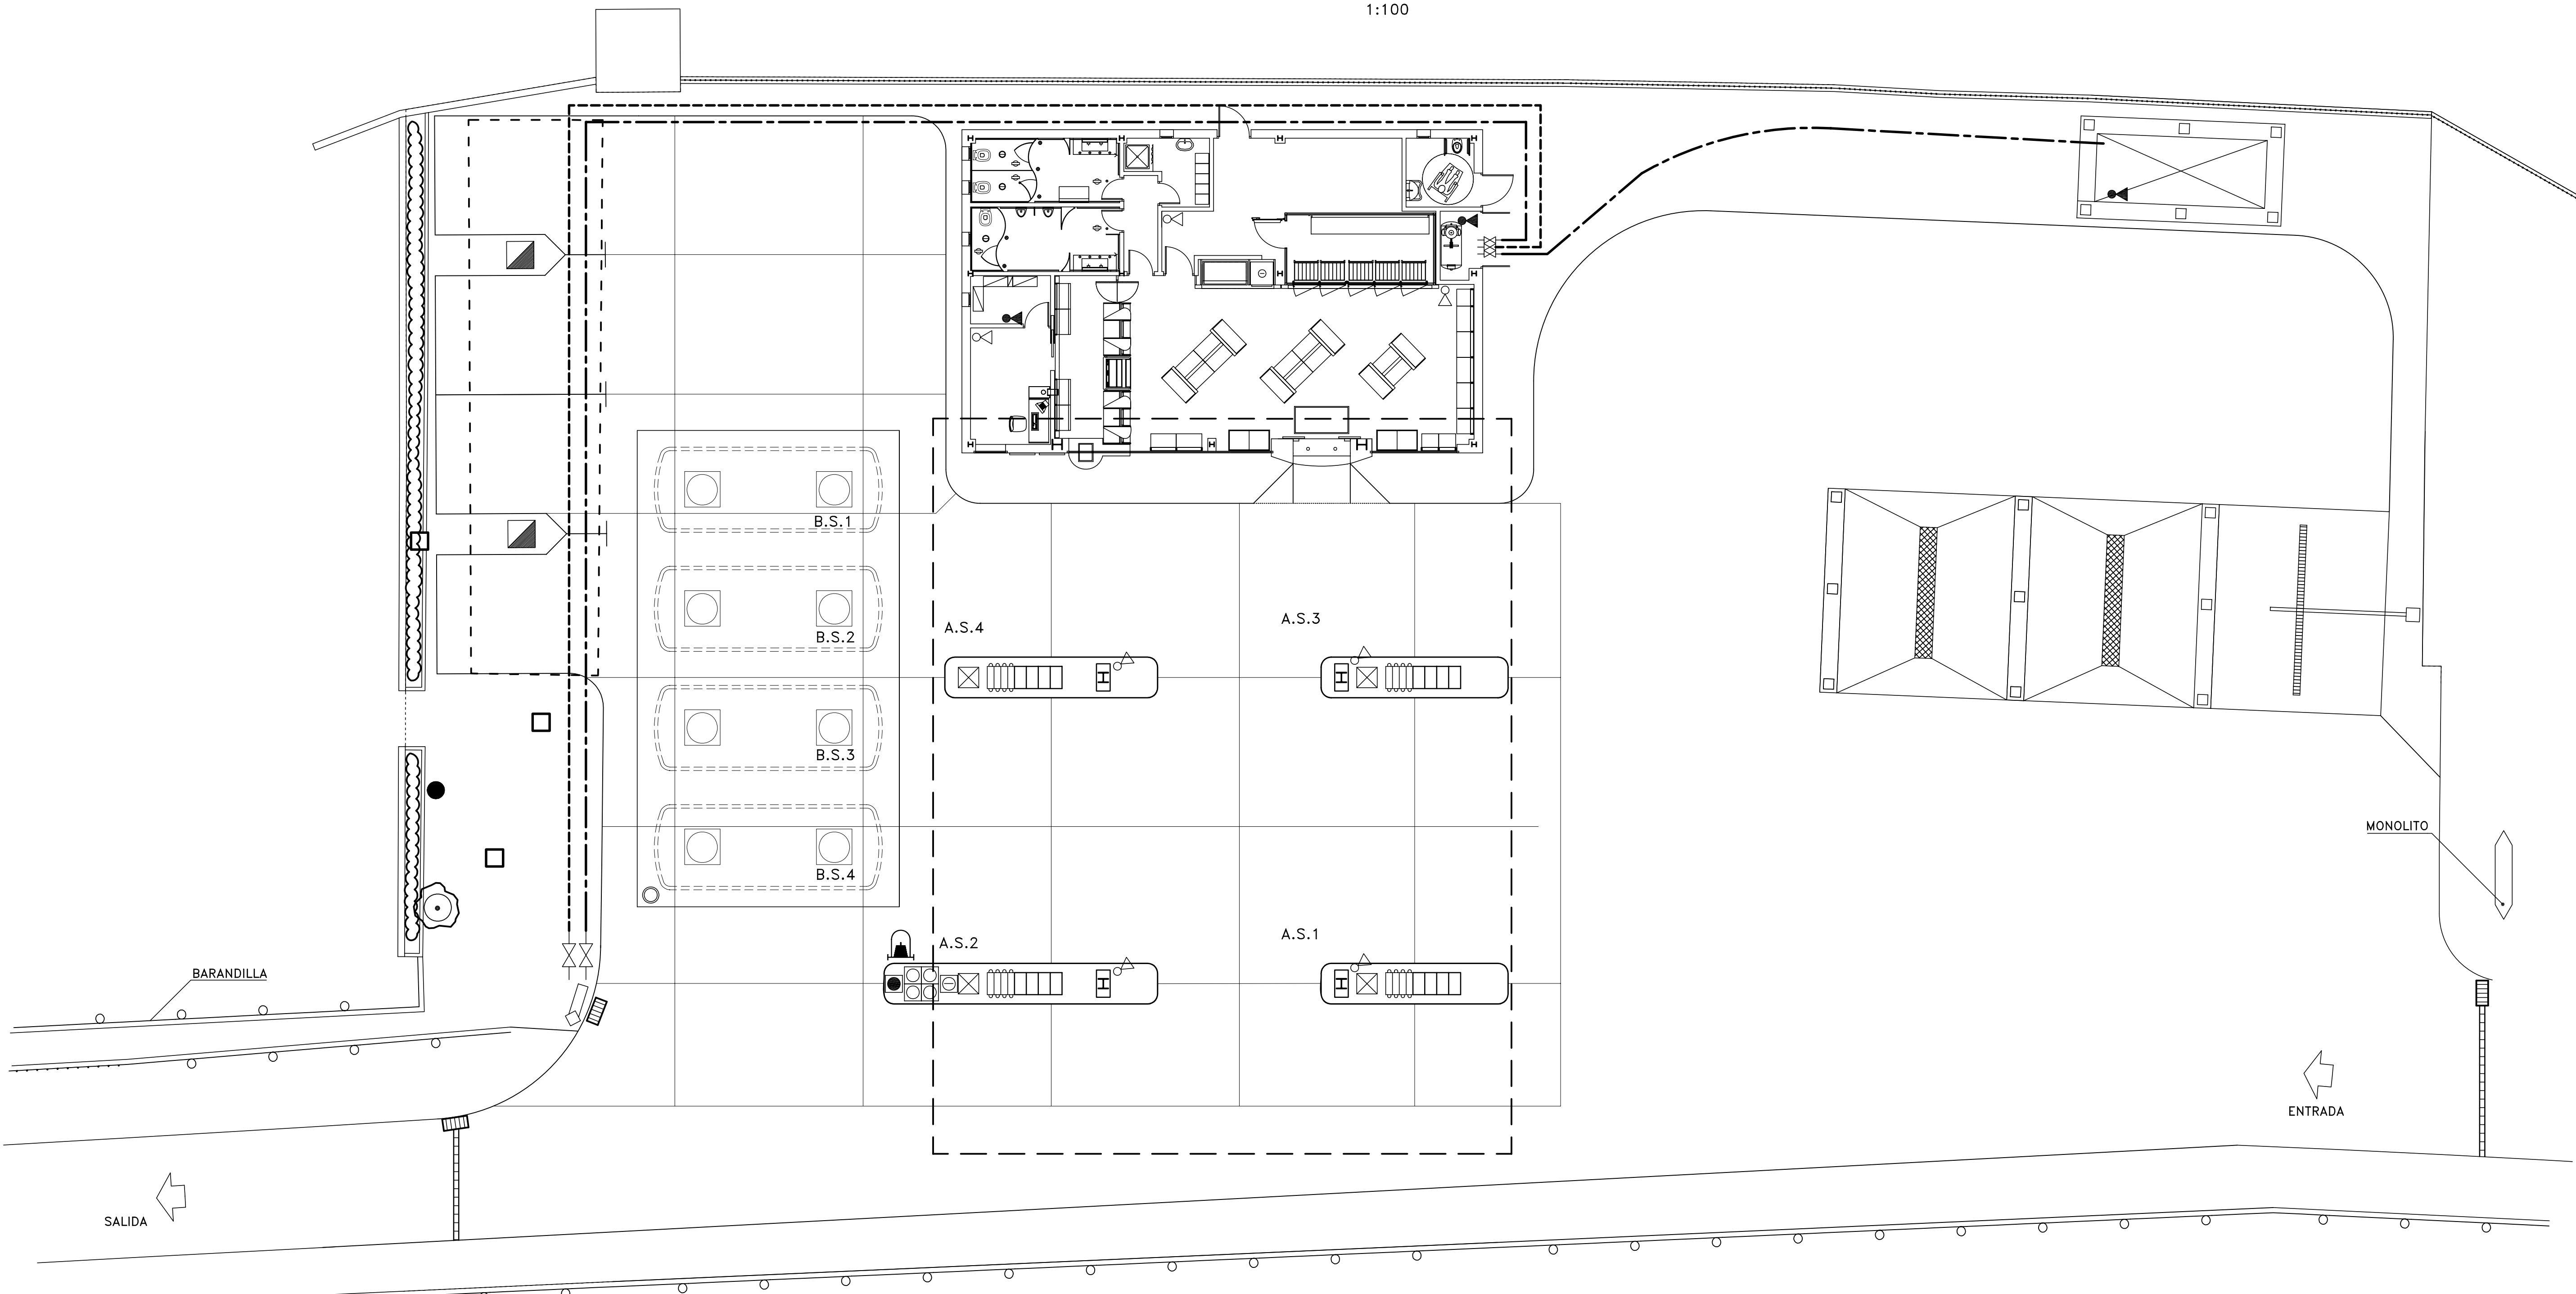 1:100
B.S.1
B.S.2
A.S.4
A.S.3
B.S.3
MONOLITO
B.S.4
A.S.2
A.S.1
BARANDILLA
ENTRADA
SALIDA